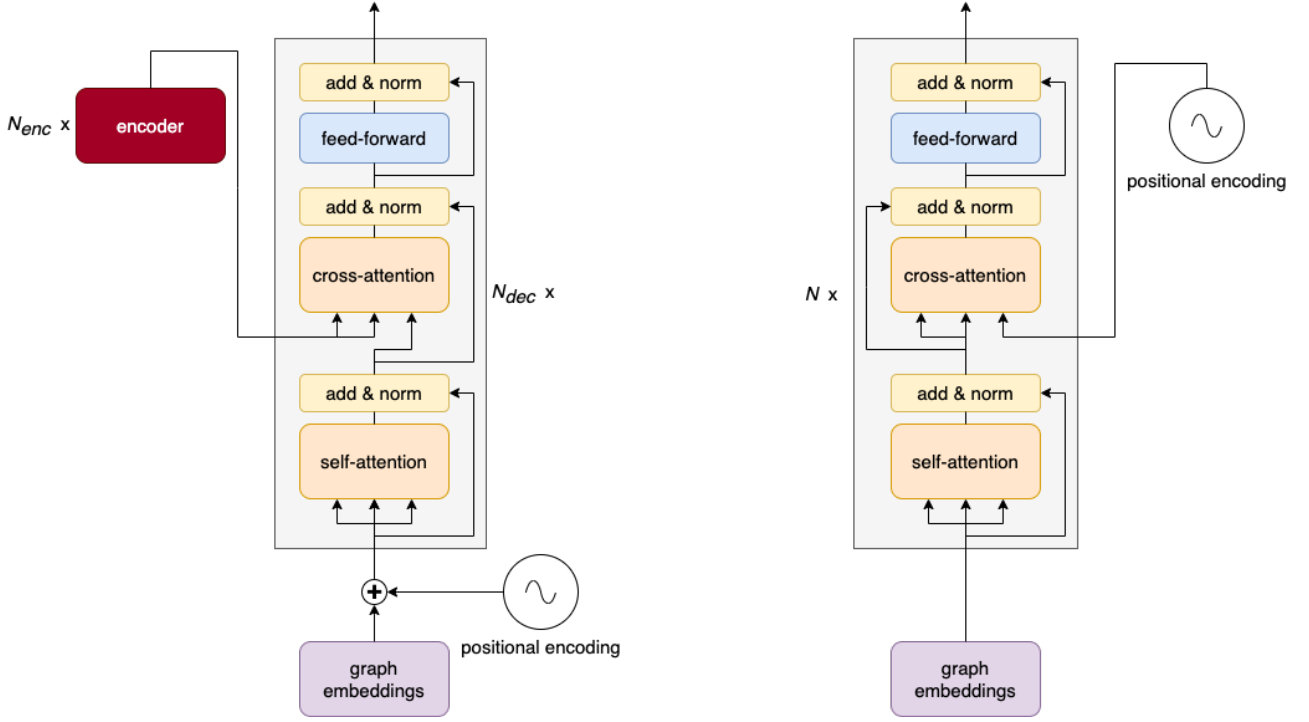 add & norm
N_enc x
encoder
feed-forward
add & norm
cross-attention
N_dec x
add & norm
self-attention
positional encoding
graph
embeddings
add & norm
feed-forward
positional encoding
add & norm
cross-attention
N x
add & norm
self-attention
graph
embeddings